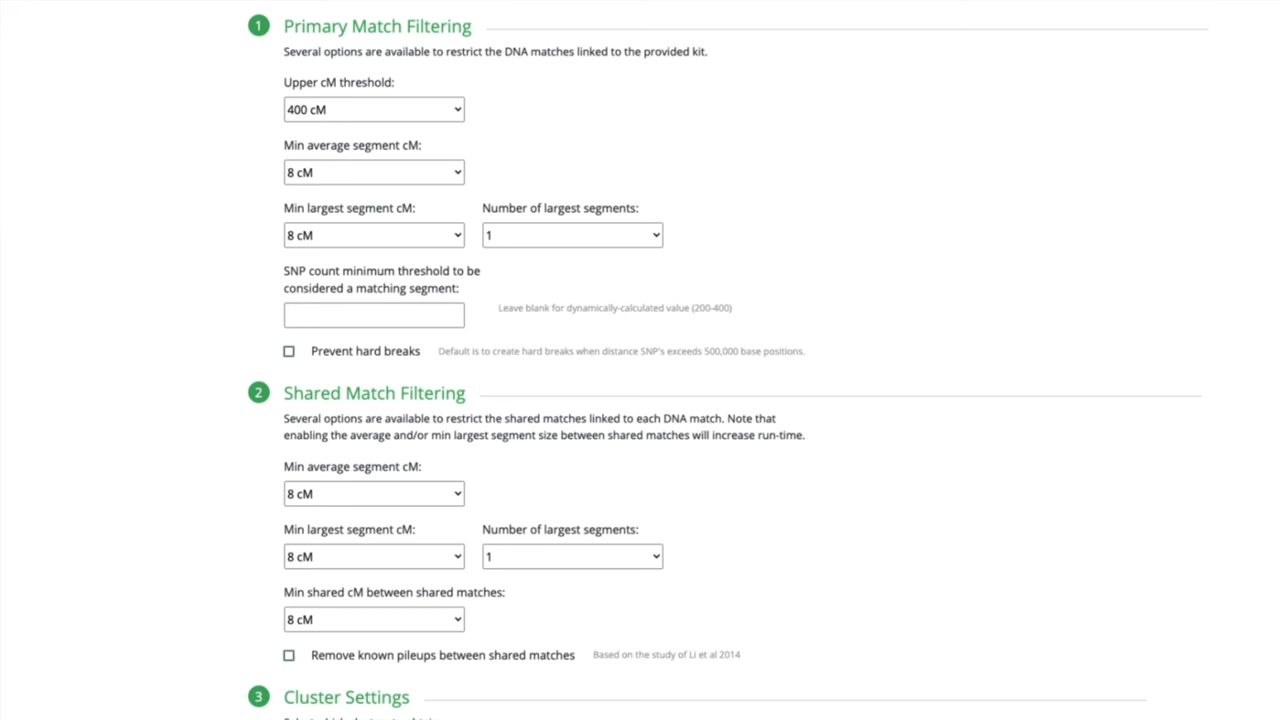 1 Primary Match Filtering
Several options are available to restrict the DNA matches linked to the provided kit.
Upper cM threshold:
400 cM
Min average segment cM:
8 cM
Min largest segment cM: Number of largest segments:
8 cM 1
SNP count minimum threshold to be
considered a matching segment:
Leave blank for dynamically-calculated value (200-400)
Prevent hard breaks Default is to create hard breaks when distance SNP's exceeds 500,000 base positions.
2 Shared Match Filtering
Several options are available to restrict the shared matches linked to each DNA match. Note that
enabling the average and/or min largest segment size between shared matches will increase run-time.
Min average segment cM:
8 cM
Min largest segment cM: Number of largest segments:
8 cM 1
Min shared cM between shared matches:
8 cM
Remove known pileups between shared matches Based on the study of Li et al 2014
3 Cluster Settings